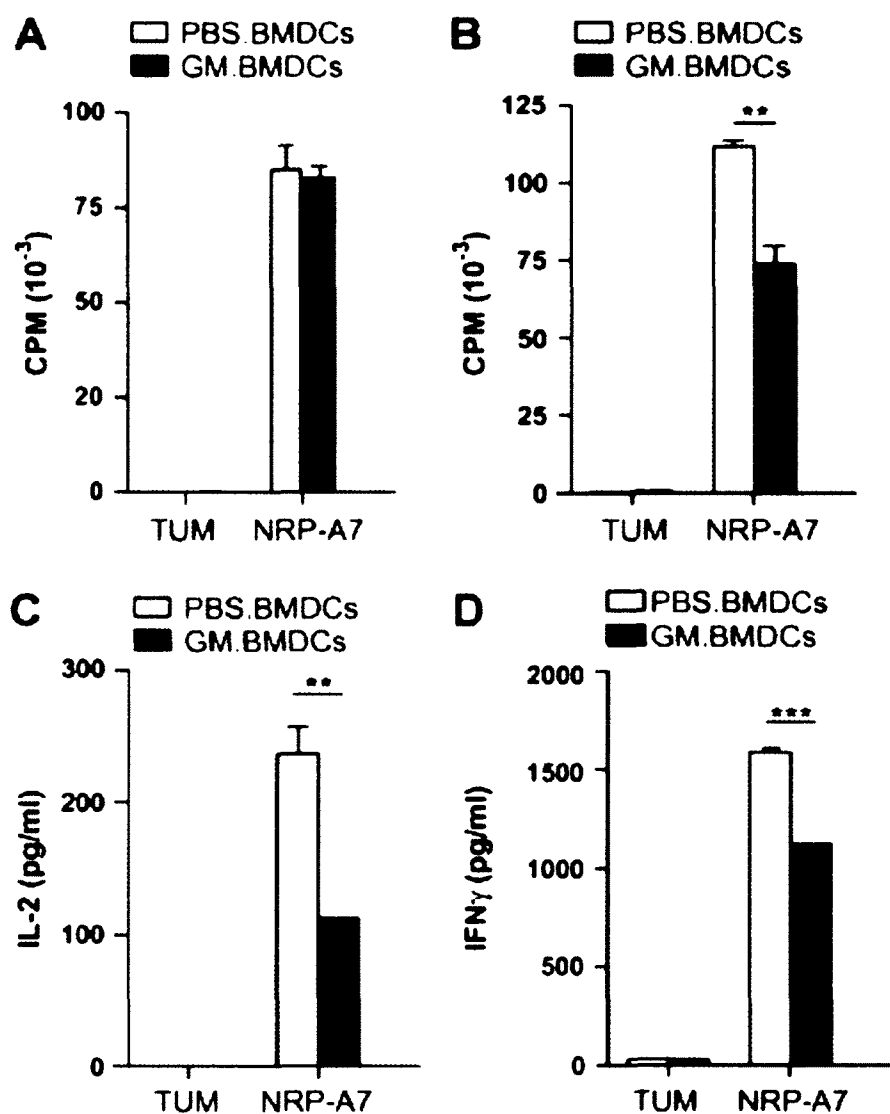 A
PBS.BMDCs
GM.BMDCs
CPM (10⁻³)
100
75
50
20
0
TUM NRP-A7
B
PBS.BMDCs
GM.BMDCs
CPM (10⁻³)
125
100
75
50
25
0
**
TUM NRP-A7
C
PBS.BMDCs
GM.BMDCs
IL-2 (pg/ml)
300
200
100
0
**
TUM NRP-A7
D
PBS.BMDCs
GM.BMDCs
IFNγ (pg/ml)
2000
1500
1000
500
0
***
TUM NRP-A7